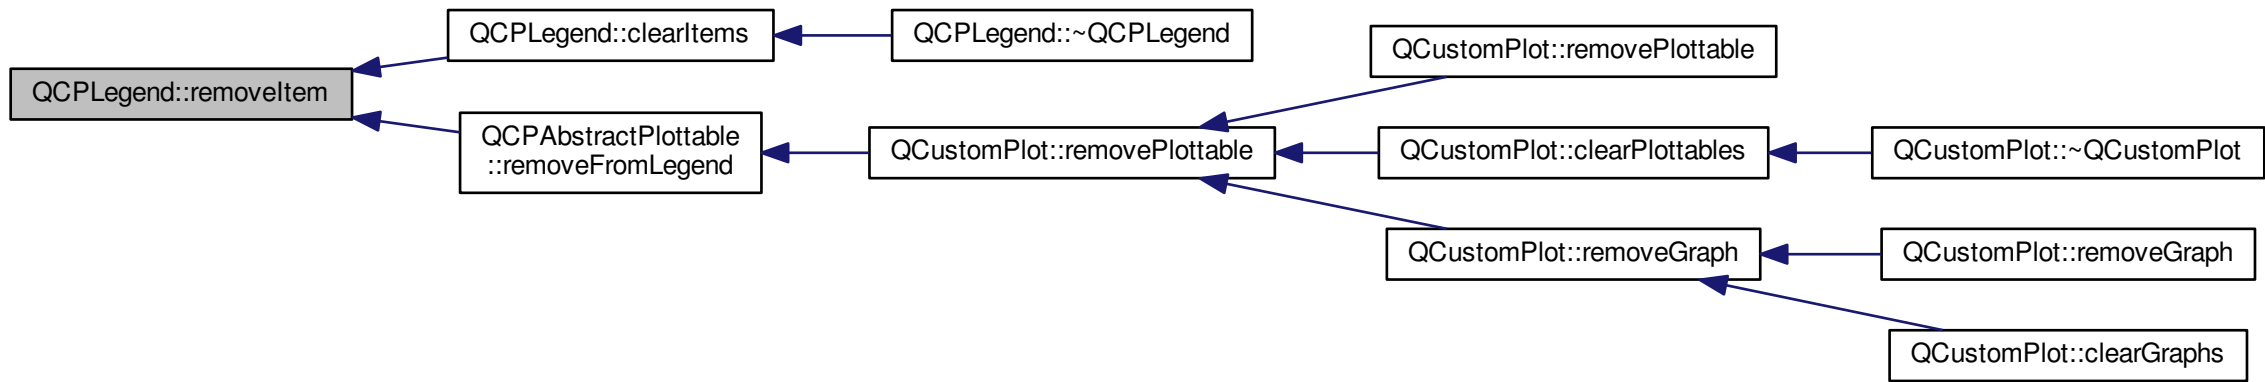 QCPLegend::removeItem
QCPLegend::clearItems
QCPLegend::~QCPLegend
QCPAbstractPlottable
::removeFromLegend
QCustomPlot::removePlottable
QCustomPlot::removePlottable
QCustomPlot::clearPlottables
QCustomPlot::~QCustomPlot
QCustomPlot::removeGraph
QCustomPlot::removeGraph
QCustomPlot::clearGraphs